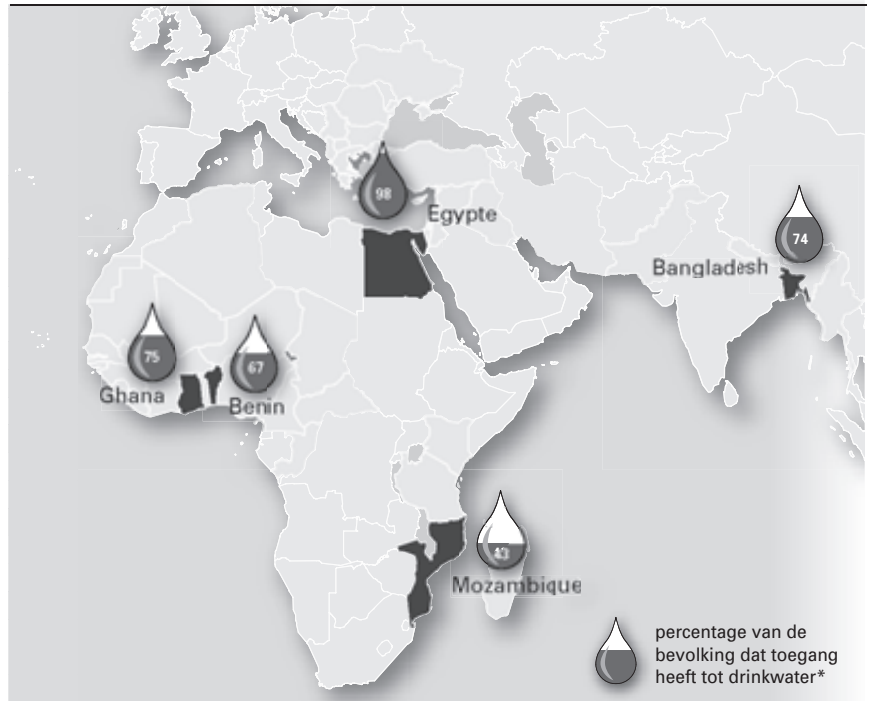 98
Egypte
74
Bangladesh
75
Ghana
67
Benin
43
Mozambique
percentage van de
bevolking dat toegang
heeft tot drinkwater*